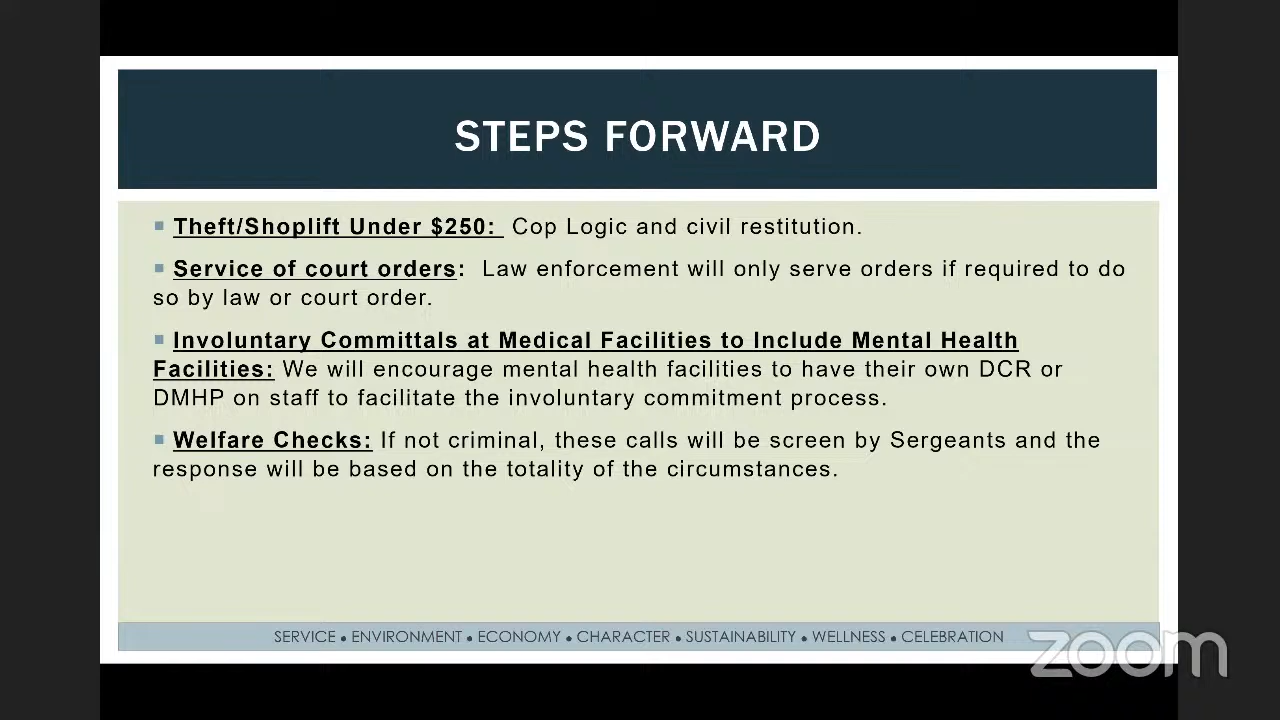 STEPS FORWARD
▪ Theft/Shoplift Under $250: Cop Logic and civil restitution.
▪ Service of court orders: Law enforcement will only serve orders if required to do
so by law or court order.
▪ Involuntary Committals at Medical Facilities to Include Mental Health
Facilities: We will encourage mental health facilities to have their own DCR or
DMHP on staff to facilitate the involuntary commitment process.
▪ Welfare Checks: If not criminal, these calls will be screen by Sergeants and the
response will be based on the totality of the circumstances.
SERVICE • ENVIRONMENT • ECONOMY • CHARACTER • SUSTAINABILITY • WELLNESS • CELEBRATION
zoom